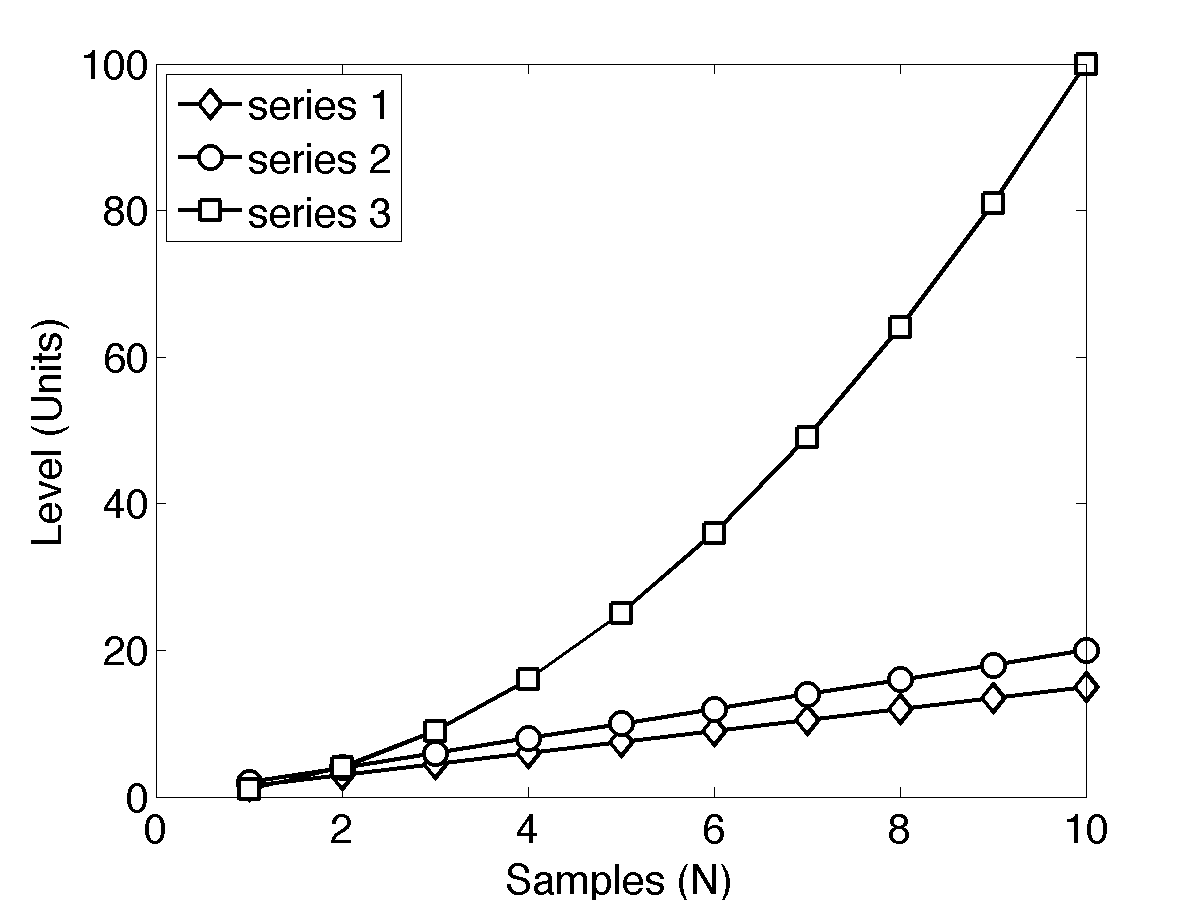 100
80
60
40
20
0
series 1
series 2
series 3
Level (Units)
0 2 4 6 8 10
Samples (N)